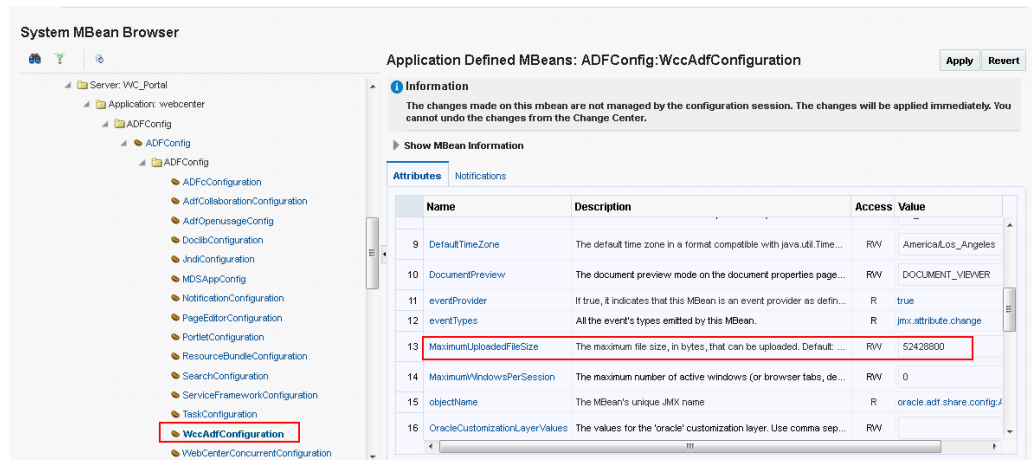 System MBean Browser
Server: WC_Portal
Application: webcenter
ADFConfig
ADFConfig
ADFConfig
ADFcConfiguration
AdfCollaborationConfiguration
AdfOpenusageConfig
DoclibConfiguration
JndiConfiguration
MDSAppConfig
NotificationConfiguration
PageEditorConfiguration
PortletConfiguration
ResourceBundleConfiguration
SearchConfiguration
ServiceFrameworkConfiguration
TaskConfiguration
WccAdfConfiguration
WebCenterConcurrentConfiguration
Application Defined MBeans: ADFConfig:WccAdfConfiguration
Apply Revert
Information
The changes made on this mbean are not managed by the configuration session. The changes will be applied immediately. You
cannot undo the changes from the Change Center.
Show MBean Information
Attributes Notifications
Name Description Access Value
9 DefaultTimeZone The default time zone in a format compatible with java.util.Time... RW America/Los_Angeles
10 DocumentPreview The document preview mode on the document properties page... RW DOCUMENT_VIEWER
11 eventProvider If true, it indicates that this MBean is an event provider as defin... R true
12 eventTypes All the event's types emitted by this MBean. R jmx.attribute.change
13 MaximumUploadedFileSize The maximum file size, in bytes, that can be uploaded. Default: ... RW 52428800
14 MaximumWindowsPerSession The maximum number of active windows (or browser tabs, de... RW 0
15 objectName The MBean's unique JMX name R oracle.adf.share.config:A
16 OracleCustomizationLayerValues The values for the 'oracle' customization layer. Use comma sep... RW